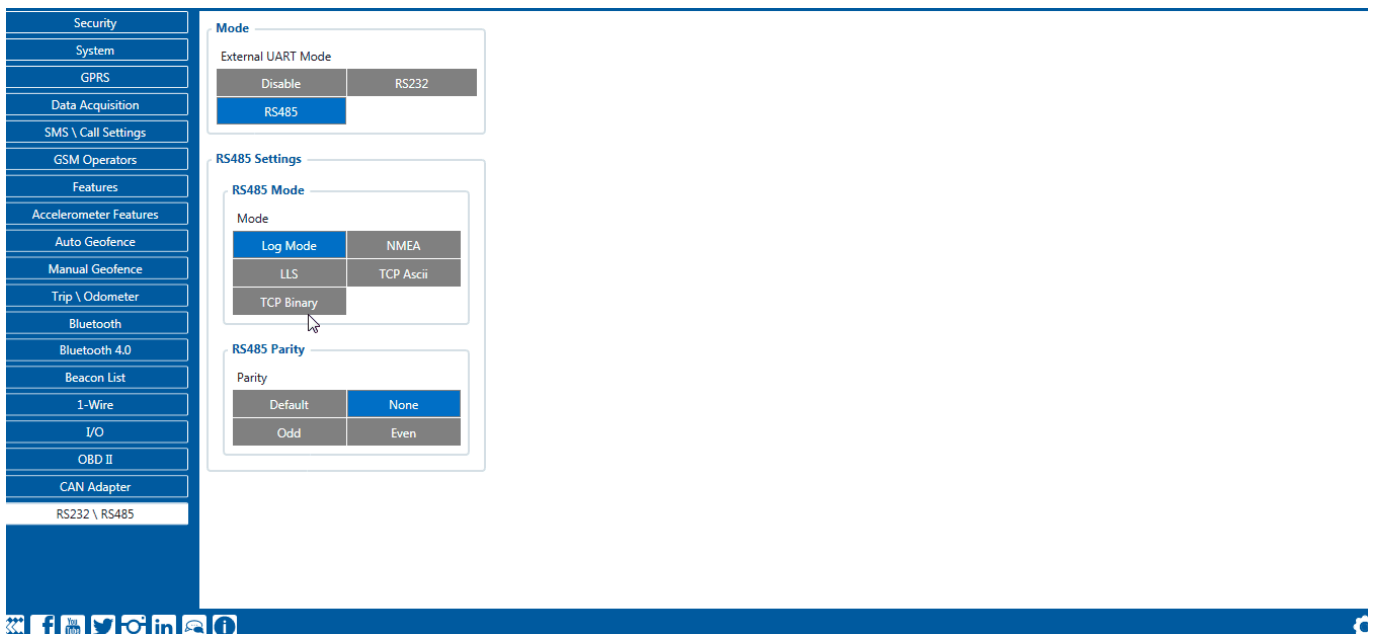 Security
System
GPRS
Data Acquisition
SMS \ Call Settings
GSM Operators
Features
Accelerometer Features
Auto Geofence
Manual Geofence
Trip \ Odometer
Bluetooth
Bluetooth 4.0
Beacon List
1-Wire
I/O
OBD II
CAN Adapter
RS232 \ RS485
Mode
External UART Mode
Disable RS232
RS485
RS485 Settings
RS485 Mode
Mode
Log Mode NMEA
LLS TCP Ascii
TCP Binary
RS485 Parity
Parity
Default None
Odd Even
f You in i